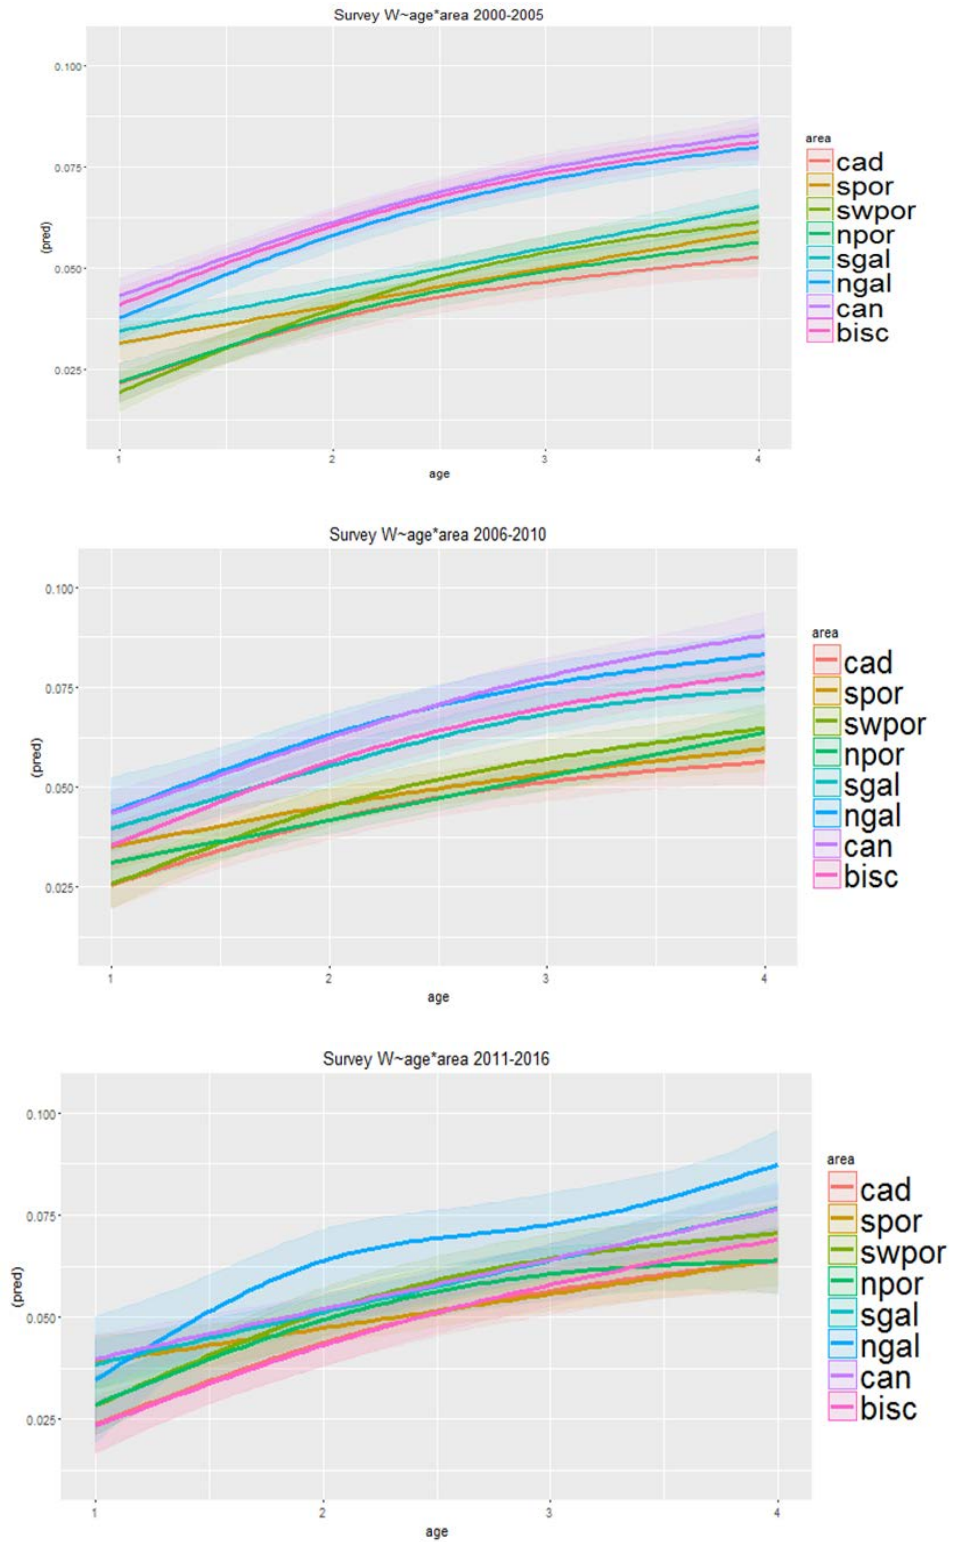 Survey W~age*area 2000-2005
0.100
0.075
0.050
0.025
(pred)
1 2 3 4
age
area
cad
spor
swpor
npor
sgal
ngal
can
bisc
Survey W~age*area 2006-2010
0.100
0.075
0.050
0.025
(pred)
1 2 3 4
age
area
cad
spor
swpor
npor
sgal
ngal
can
bisc
Survey W~age*area 2011-2016
0.100
0.075
0.050
0.025
(pred)
1 2 3 4
age
area
cad
spor
swpor
npor
sgal
ngal
can
bisc